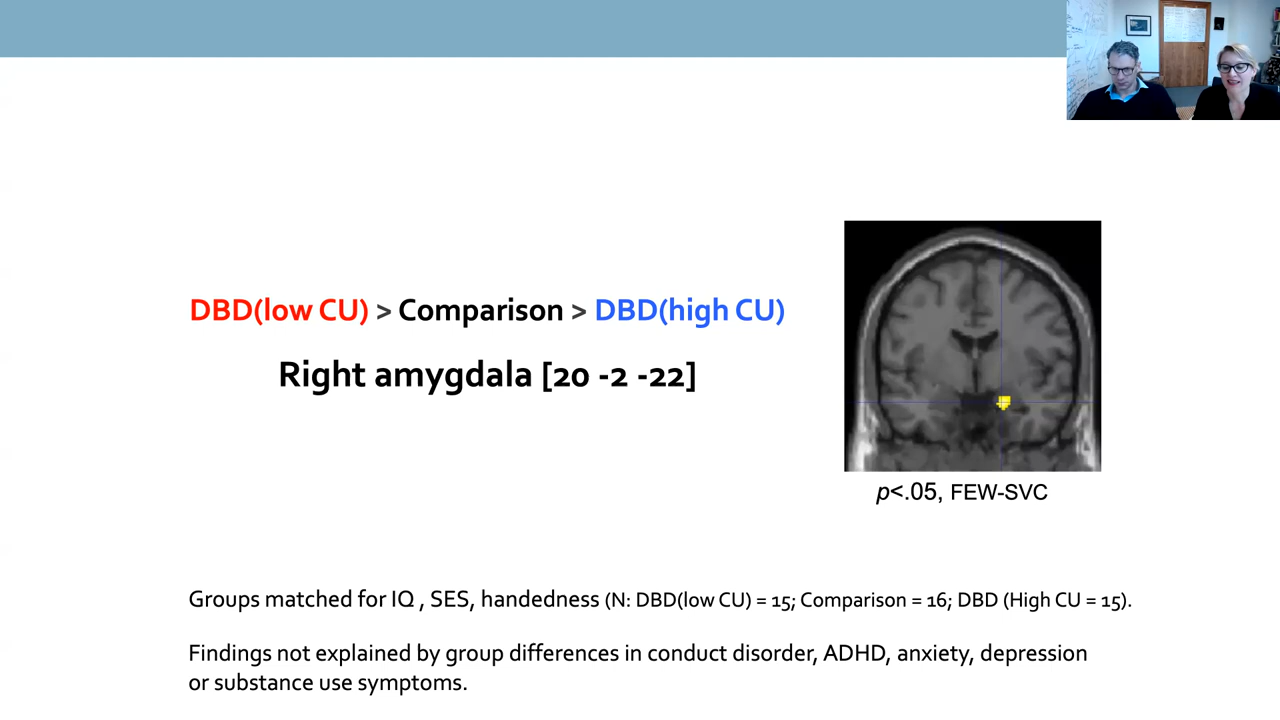 DBD(low CU) > Comparison > DBD(high CU)
Right amygdala [20 -2 -22]
p<.05, FEW-SVC
Groups matched for IQ , SES, handedness (N: DBD(low CU) = 15; Comparison = 16; DBD (High CU = 15).
Findings not explained by group differences in conduct disorder, ADHD, anxiety, depression
or substance use symptoms.